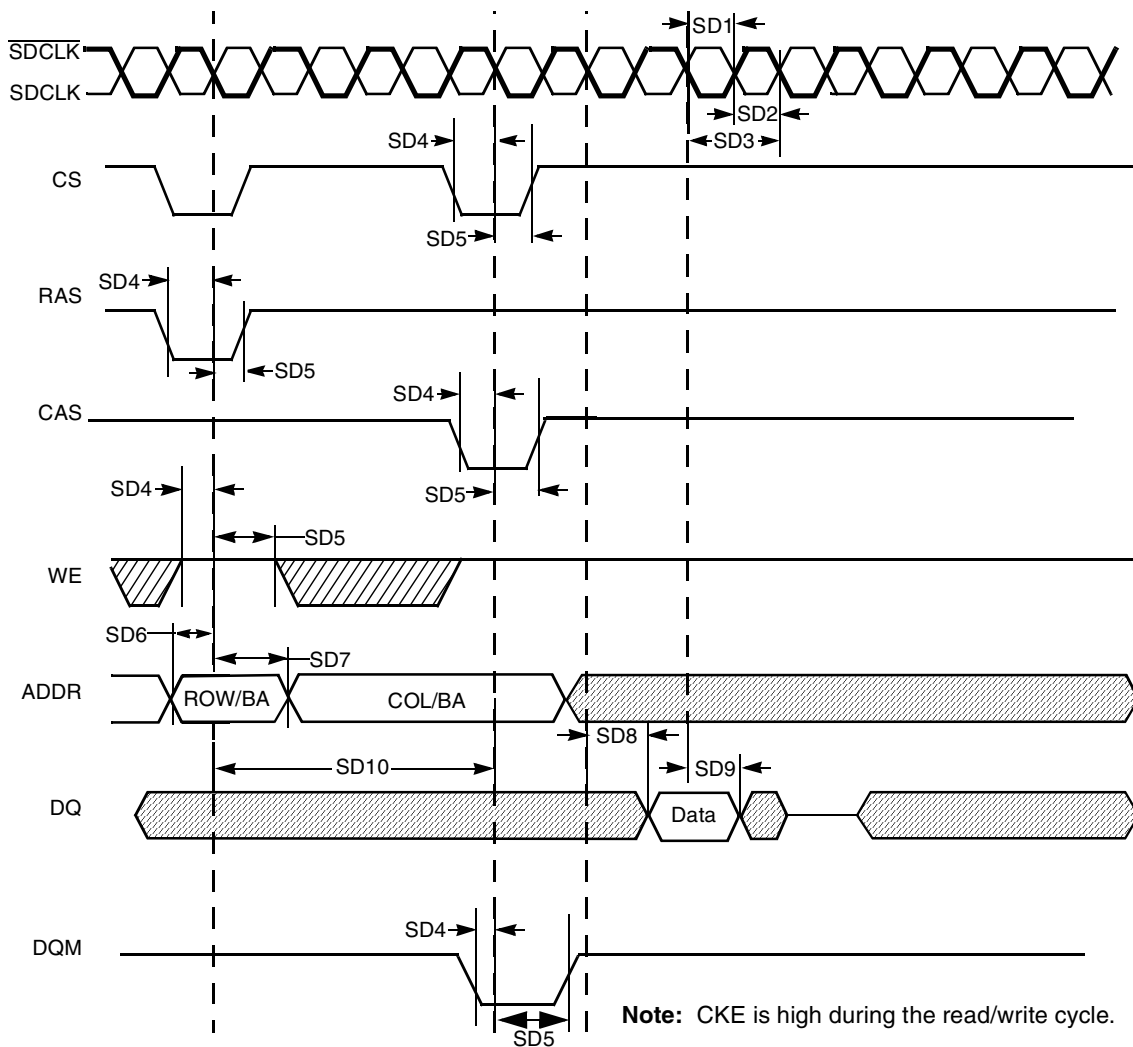 SD1
SDCLK
SDCLK
SD2
SD4
SD3
CS
SD5
SD4
RAS
SD5
SD4
CAS
SD4
SD5
SD5
WE
SD6
SD7
ADDR
ROW/BA
COL/BA
SD8
SD10
SD9
DQ
Data
SD4
DQM
Note: CKE is high during the read/write cycle.
SD5